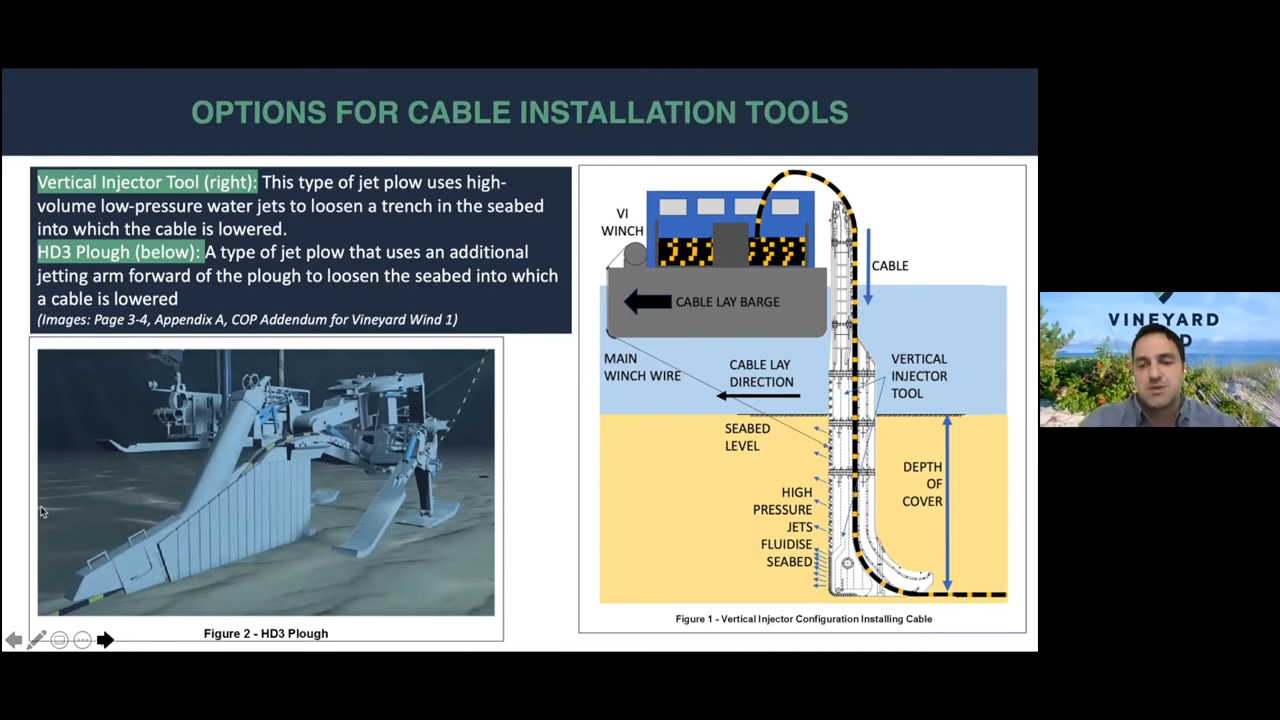 OPTIONS FOR CABLE INSTALLATION TOOLS
Vertical Injector Tool (right): This type of jet plow uses high-
volume low-pressure water jets to loosen a trench in the seabed
into which the cable is lowered.
HD3 Plough (below): A type of jet plow that uses an additional
jetting arm forward of the plough to loosen the seabed into which
a cable is lowered
(Images: Page 3-4, Appendix A, COP Addendum for Vineyard Wind 1)
Figure 2 - HD3 Plough
VI
WINCH
CABLE
CABLE LAY BARGE
MAIN
WINCH WIRE
CABLE LAY
DIRECTION
VERTICAL
INJECTOR
TOOL
SEABED
LEVEL
DEPTH
OF
COVER
HIGH
PRESSURE
JETS
FLUIDISE
SEABED
Figure 1 - Vertical Injector Configuration Installing Cable
VINEYARD